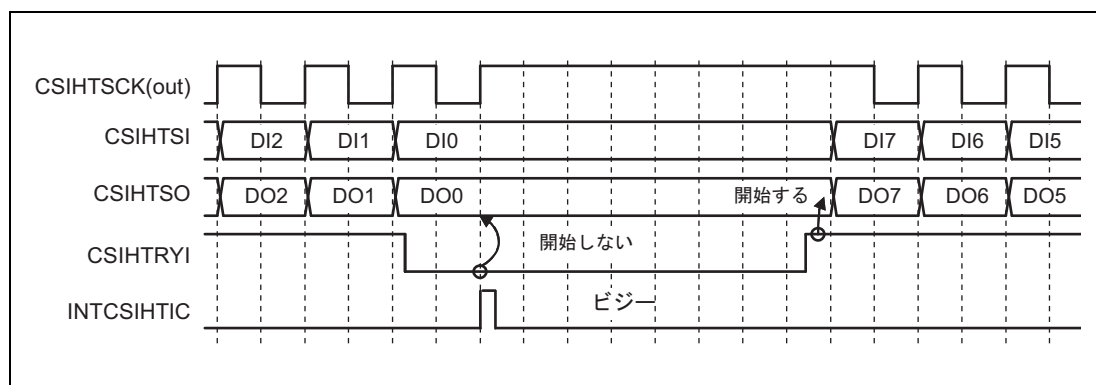 CSIHTSCK(out)
CSIHTSI DI2 DI1 DI0 DI7 DI6 DI5
CSIHTSO DO2 DO1 DO0 開始する DO7 DO6 DO5
CSIHTRYI 開始しない
INTCSIHTIC ビジー